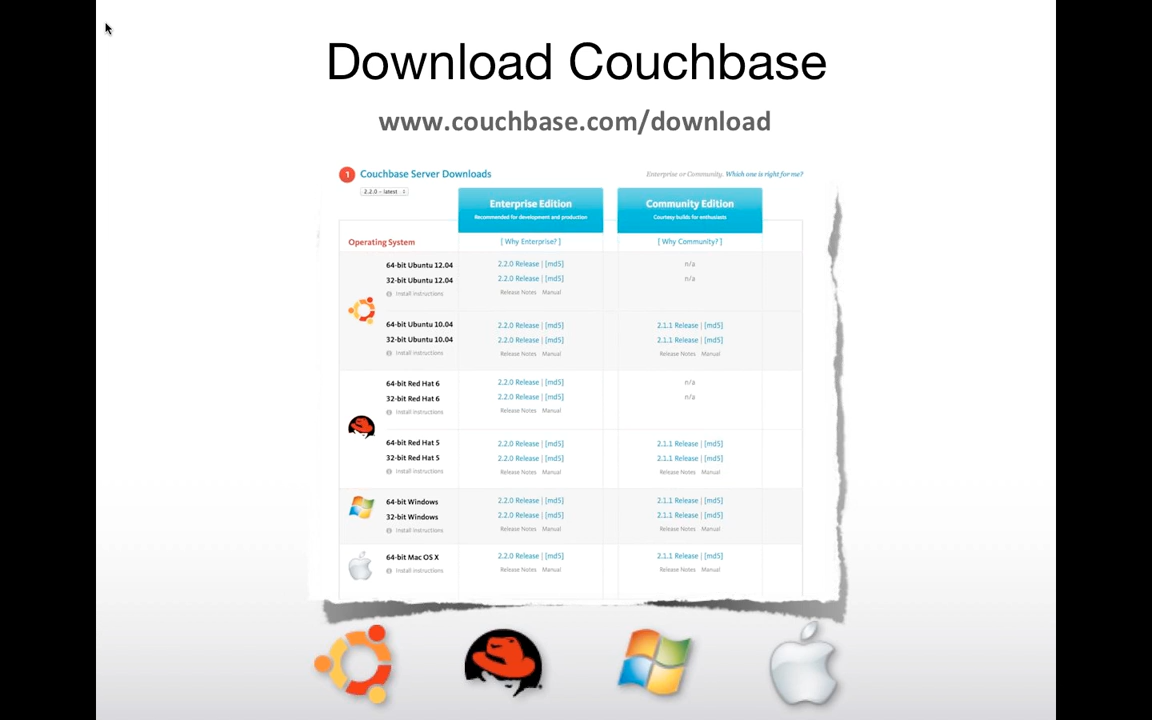 Download Couchbase
www.couchbase.com/download
1 Couchbase Server Downloads
Enterprise or Community. Which one is right for me?
2.2.0 – latest
Enterprise Edition
Recommended for development and production
Community Edition
Courtesy builds for enthusiasts
Operating System [ Why Enterprise? ] [ Why Community? ]
64-bit Ubuntu 12.04 2.2.0 Release | [md5] n/a
32-bit Ubuntu 12.04 2.2.0 Release | [md5] n/a
Install instructions Release Notes Manual
64-bit Ubuntu 10.04 2.2.0 Release | [md5] 2.1.1 Release | [md5]
32-bit Ubuntu 10.04 2.2.0 Release | [md5] 2.1.1 Release | [md5]
Install instructions Release Notes Manual Release Notes Manual
64-bit Red Hat 6 2.2.0 Release | [md5] n/a
32-bit Red Hat 6 2.2.0 Release | [md5] n/a
Install instructions Release Notes Manual
64-bit Red Hat 5 2.2.0 Release | [md5] 2.1.1 Release | [md5]
32-bit Red Hat 5 2.2.0 Release | [md5] 2.1.1 Release | [md5]
Install instructions Release Notes Manual Release Notes Manual
64-bit Windows 2.2.0 Release | [md5] 2.1.1 Release | [md5]
32-bit Windows 2.2.0 Release | [md5] 2.1.1 Release | [md5]
Install instructions Release Notes Manual Release Notes Manual
64-bit Mac OS X 2.2.0 Release | [md5] 2.1.1 Release | [md5]
Install instructions Release Notes Manual Release Notes Manual